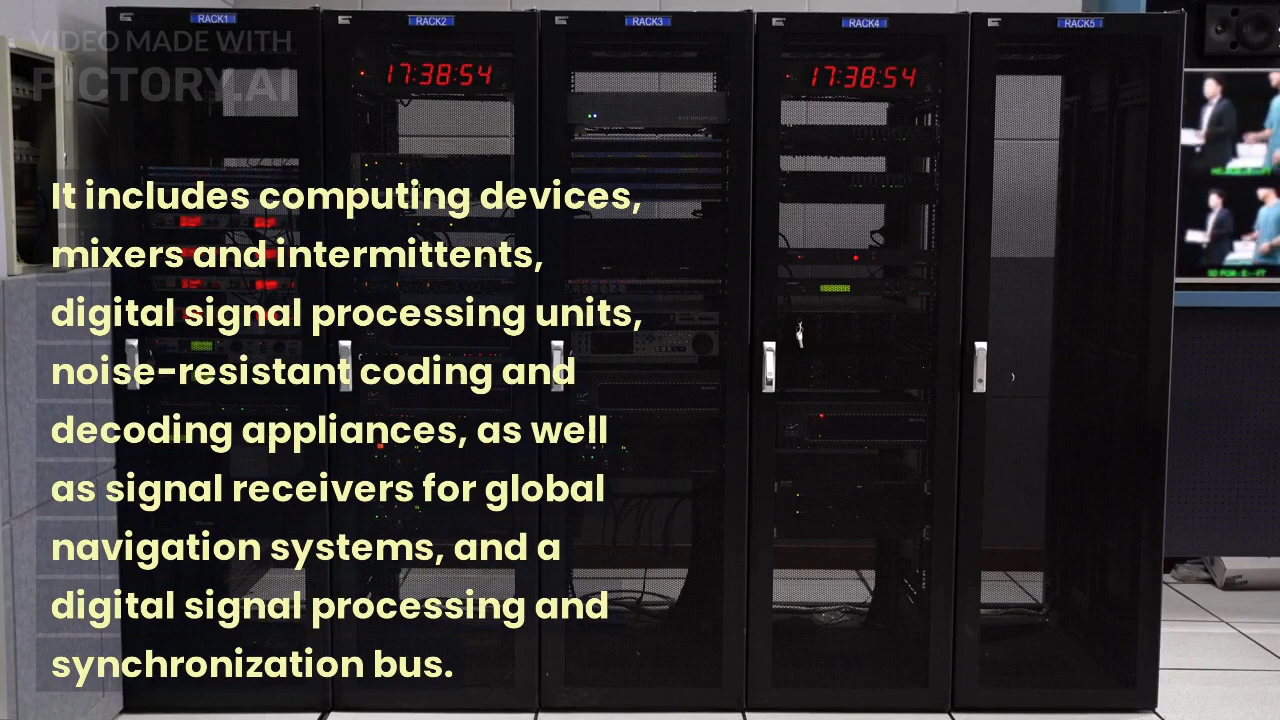 RACK1
RACK2
RACK3
RACK4
RACK5
VIDEO MADE WITH
PICTORY.AI
17:38:54
17:38:54
It includes computing devices,
mixers and intermittents,
digital signal processing units,
noise-resistant coding and
decoding appliances, as well
as signal receivers for global
navigation systems, and a
digital signal processing and
synchronization bus.